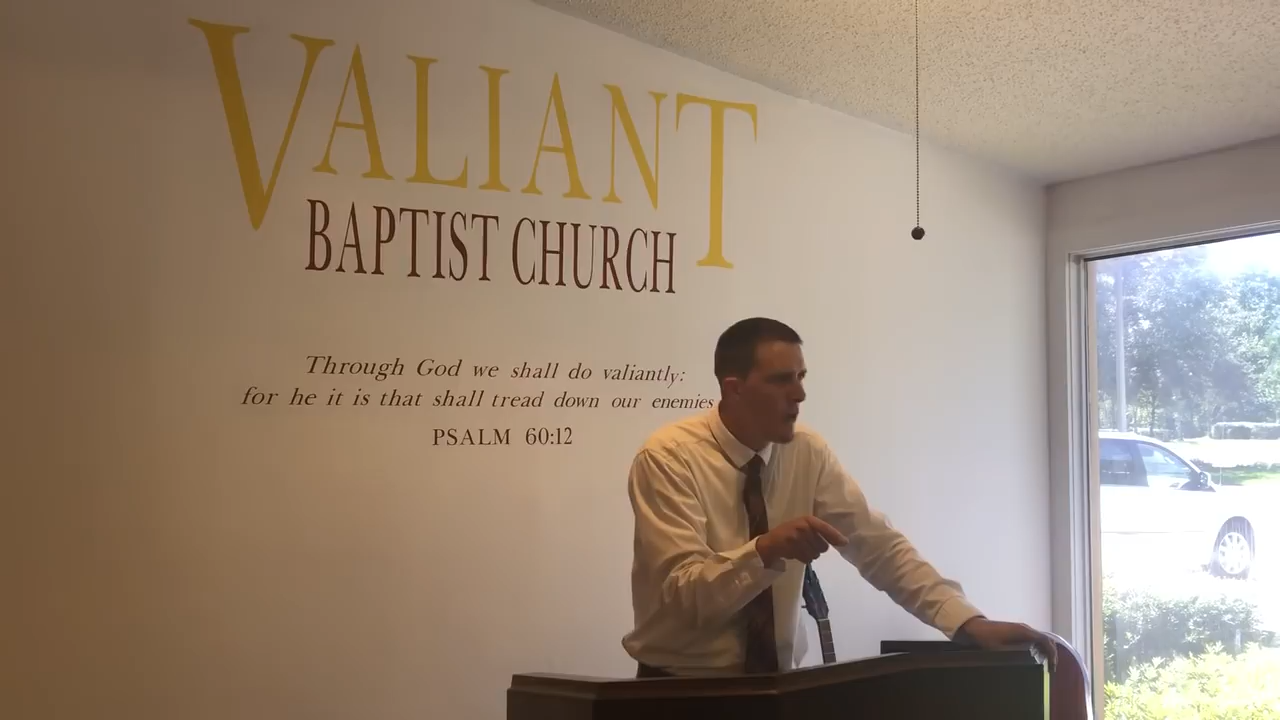 VALIANT
BAPTIST CHURCH
Through God we shall do valiantly:
for he it is that shall tread down our enemies
PSALM 60:12